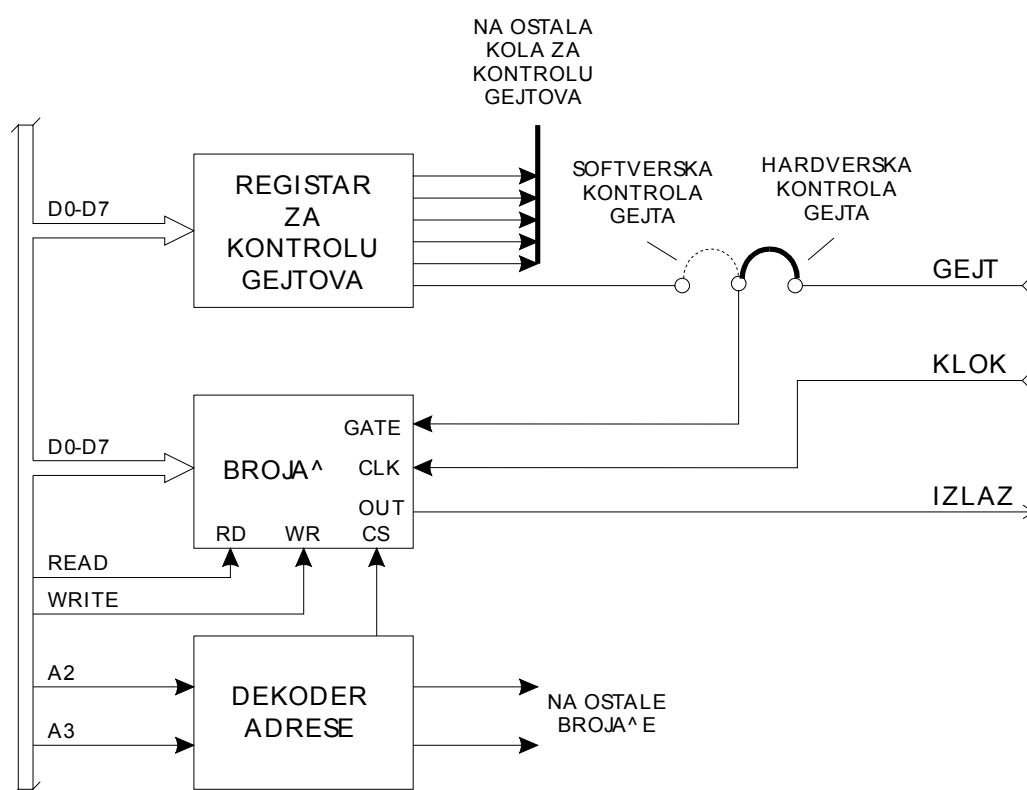 NA OSTALA
KOLA ZA
KONTROLU
GEJTOVA
SOFTVERSKA
KONTROLA
GEJTA
HARDVERSKA
KONTROLA
GEJTA
D0-D7
REGISTAR
ZA
KONTROLU
GEJTOVA
GEJT
KLOK
D0-D7
BROJA^
GATE
CLK
OUT
RD WR CS
IZLAZ
READ
WRITE
A2
A3
DEKODER
ADRESE
NA OSTALE
BROJA^E